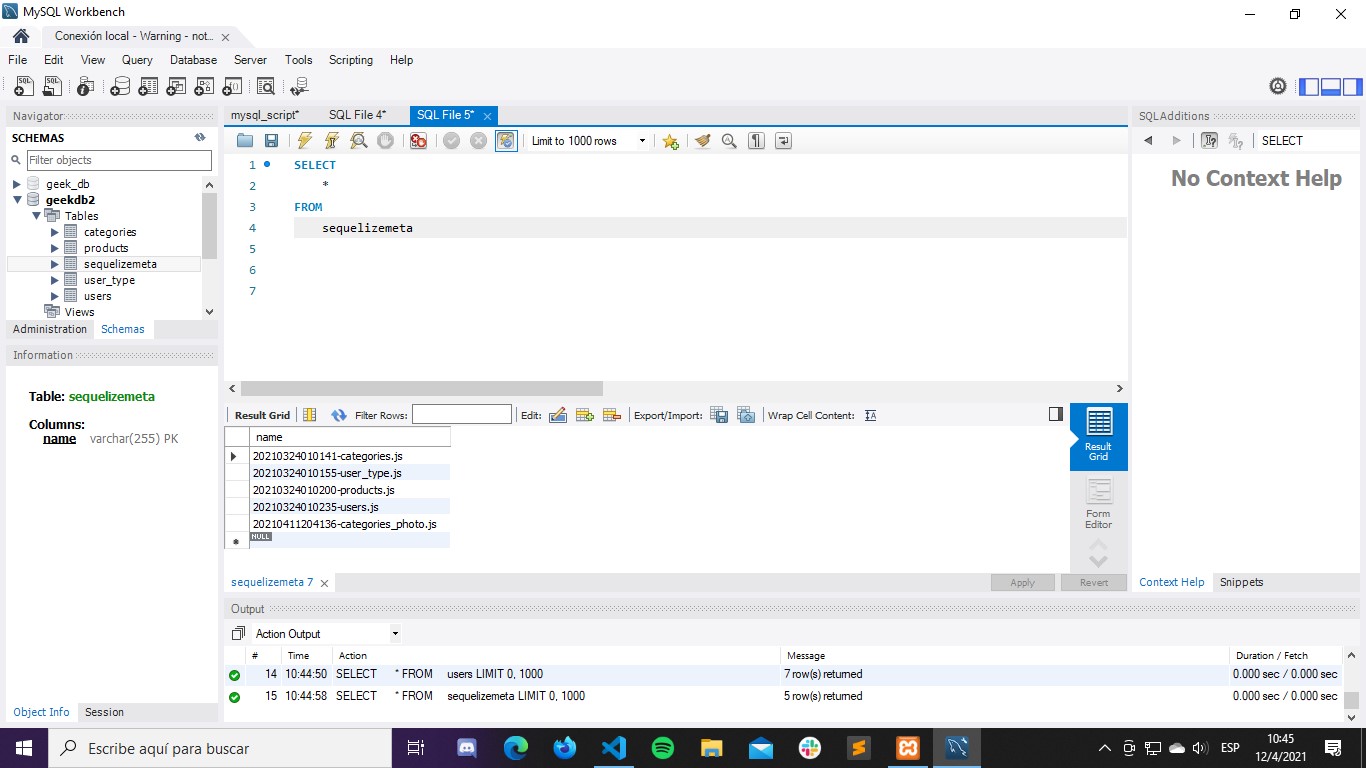 MySQL Workbench
Conexión local - Warning - not...
File Edit View Query Database Server Tools Scripting Help
Navigator
SCHEMAS
Filter objects
geek_db
geekdb2
Tables
categories
products
sequelizemeta
user_type
users
Views
Administration Schemas
Information
Table: sequelizemeta
Columns:
name varchar(255) PK
Object Info Session
mysql_script* SQL File 4* SQL File 5*
Limit to 1000 rows
1 SELECT
2 *
3 FROM
4 sequelizemeta
5
6
7
Result Grid Filter Rows: Edit: Export/Import: Wrap Cell Content:
name
20210324010141-categories.js
20210324010155-user_type.js
20210324010200-products.js
20210324010235-users.js
20210411204136-categories_photo.js
NULL
Result
Grid
Form
Editor
sequelizemeta 7
Apply Revert
SQLAdditions
SELECT
No Context Help
Context Help Snippets
Output
Action Output
# Time Action Message Duration / Fetch
14 10:44:50 SELECT * FROM users LIMIT 0, 1000 7 row(s) returned 0.000 sec / 0.000 sec
15 10:44:58 SELECT * FROM sequelizemeta LIMIT 0, 1000 5 row(s) returned 0.000 sec / 0.000 sec
Escribe aquí para buscar
ESP
10:45
12/4/2021